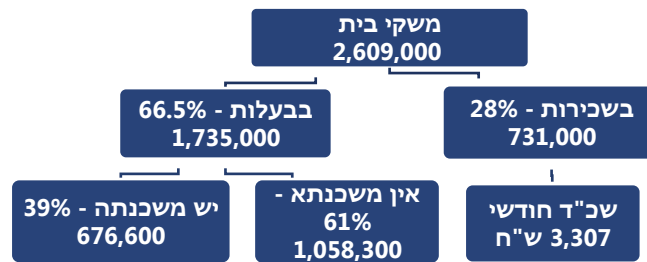 משקי בית
2,609,000
בבעלות - 66.5%
1,735,000
בשכירות - 28%
731,000
יש משכנתה - 39%
676,600
אין משכנתא -
61%
1,058,300
שכ"ד חודשי
3,307 ש"ח